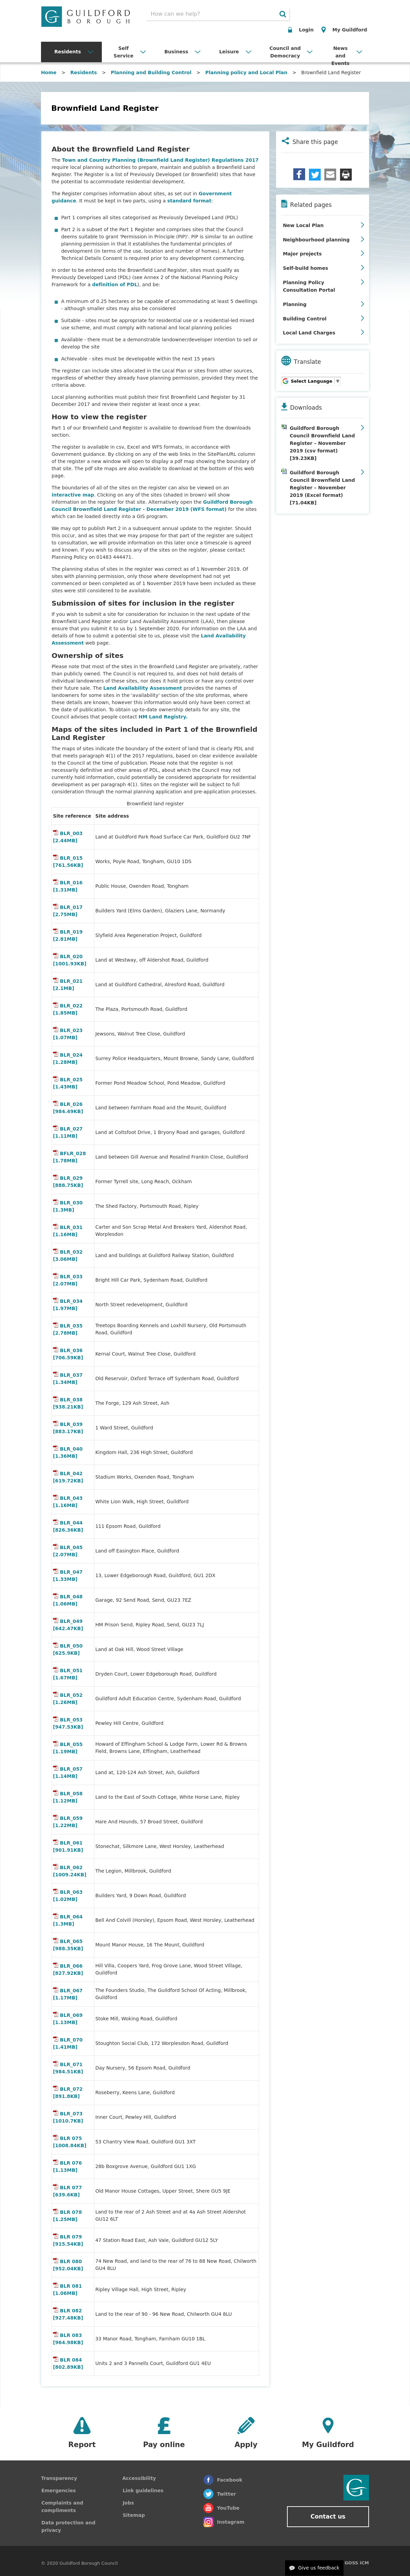 GUILDFORD
BOROUGH
How can we help?
Login
My Guildford
Residents
Self
Service
Business
Leisure
Council and
Democracy
News
and
Events
Home > Residents > Planning and Building Control > Planning policy and Local Plan > Brownfield Land Register
Brownfield Land Register
About the Brownfield Land Register
The Town and Country Planning (Brownfield Land Register) Regulations 2017
require local planning authorities to publish and maintain a Brownfield Land
Register. The Register is a list of Previously Developed (or Brownfield) sites that have
the potential to accommodate residential development.
The Register comprises information about sites, as set out in Government
guidance. It must be kept in two parts, using a standard format:
Part 1 comprises all sites categorised as Previously Developed Land (PDL)
Part 2 is a subset of the Part 1 Register and comprises sites that the Council
deems suitable to grant 'Permission in Principle (PiP)'. PiP is similar to an outline
planning permission in that it establishes the fundamental principles of
development (in terms of the use, location and number of homes). A further
Technical Details Consent is needed before development can commence.
In order to be entered onto the Brownfield Land Register, sites must qualify as
Previously Developed Land (PDL) (see Annex 2 of the National Planning Policy
Framework for a definition of PDL), and be:
A minimum of 0.25 hectares or be capable of accommodating at least 5 dwellings
- although smaller sites may also be considered
Suitable - sites must be appropriate for residential use or a residential-led mixed
use scheme, and must comply with national and local planning policies
Available - there must be a demonstrable landowner/developer intention to sell or
develop the site
Achievable - sites must be developable within the next 15 years
The register can include sites allocated in the Local Plan or sites from other sources,
regardless of whether they already have planning permission, provided they meet the
criteria above.
Local planning authorities must publish their first Brownfield Land Register by 31
December 2017 and review their register at least once a year.
How to view the register
Part 1 of our Brownfield Land Register is available to download from the downloads
section.
The register is available in csv, Excel and WFS formats, in accordance with
government guidance. By clicking on any of the web links in the SitePlanURL column
of the register a new window will open displaying a pdf map showing the boundary of
that site. The pdf site maps are also available to view in the table at the bottom of this
page.
The boundaries of all of the sites on the register can also be viewed on an
interactive map. Clicking on any of the sites (shaded in brown) will show
information on the register for that site. Alternatively open the Guildford Borough
Council Brownfield Land Register - December 2019 (WFS format) for the sites
which can be loaded directly into a GIS program.
We may opt to publish Part 2 in a subsequent annual update to the register. Should
this occur, and as sites that we may propose for that register are required to be
subject to publicity and consultation beforehand, we will publicise and consult on any
such proposed sites. We will provide information on this later once a timescale is
agreed and known. If you wish to discuss any of the sites on the register, please contact
Planning Policy on 01483 444471.
The planning status of sites in the register was correct as of 1 November 2019. Of
sites with planning permission, only those where development had not yet
commenced or had been started are included as of 1 November 2019 as some sites
were still considered to be available.
Submission of sites for inclusion in the register
If you wish to submit a site for consideration for inclusion in the next update of the
Brownfield Land Register and/or Land Availability Assessment (LAA), then please
ensure that you submit it to us by 1 September 2020. For information on the LAA and
details of how to submit a potential site to us, please visit the Land Availability
Assessment web page.
Ownership of sites
Please note that most of the sites in the Brownfield Land Register are privately, rather
than publicly owned. The Council is not required to, and does not hold detailed
information on ownership of these sites, nor does it hold prices or have any control over
their future sale. The Land Availability Assessment provides the names of
landowners for some sites in the 'availability' section of the site proformas, where
these are known, however this information would only have been correct at that date
of publication. To obtain up-to-date ownership details for any of the sites, the
Council advises that people contact HM Land Registry.
Maps of the sites included in Part 1 of the Brownfield
Land Register
The maps of sites indicate the boundary of the extent of land that is clearly PDL and
that meets paragraph 4(1) of the 2017 regulations, based on clear evidence available
to the Council at the time of publication. Please note that the register is not
necessarily the definitive and other areas of PDL, about which the Council may not
currently have information, could be present and appropriate for residential
development as per paragraph 4(1). Sites on the register will also be subject to full
consideration through the normal planning application and pre-application processes.
Brownfield land register
Site reference Site address
BLR_003
[2.44MB] Land at Guildford Park Road Surface Car Park, Guildford GU2 7NF
BLR_015
[761.56KB] Works, Poyle Road, Tongham, GU10 1DS
BLR_016
[1.31MB] Public House, Oxenden Road, Tongham
BLR_017
[2.75MB] Builders Yard (Elms Garden), Glaziers Lane, Normandy
BLR_019
[2.81MB] Slyfield Area Regeneration Project, Guildford
BLR_020
[1001.93KB] Land at Westway, off Aldershot Road, Guildford
BLR_021
[2.1MB] Land at Guildford Cathedral, Alresford Road, Guildford
BLR_022
[1.85MB] The Plaza, Portsmouth Road, Guildford
BLR_023
[1.07MB] Jewsons, Walnut Tree Close, Guildford
BLR_024
[1.28MB] Surrey Police Headquarters, Mount Browne, Sandy Lane, Guildford
BLR_025
[1.43MB] Former Pond Meadow School, Pond Meadow, Guildford
BLR_026
[984.49KB] Land between Farnham Road and the Mount, Guildford
BLR_027
[1.11MB] Land at Cottsfoot Drive, 1 Bryony Road and garages, Guildford
BFLR_028
[1.78MB] Land between Gill Avenue and Rosalind Franklin Close, Guildford
BLR_029
[888.75KB] Former Tyrrell site, Long Reach, Ockham
BLR_030
[1.3MB] The Shed Factory, Portsmouth Road, Ripley
BLR_031
[1.16MB] Carter and Son Scrap Metal And Breakers Yard, Aldershot Road,
Worplesdon
BLR_032
[3.06MB] Land and buildings at Guildford Railway Station, Guildford
BLR_033
[2.07MB] Bright Hill Car Park, Sydenham Road, Guildford
BLR_034
[1.97MB] North Street redevelopment, Guildford
BLR_035
[2.78MB] Treetops Boarding Kennels and Loxhill Nursery, Old Portsmouth
Road, Guildford
BLR_036
[706.59KB] Kernal Court, Walnut Tree Close, Guildford
BLR_037
[1.34MB] Old Reservoir, Oxford Terrace off Sydenham Road, Guildford
BLR_038
[938.21KB] The Forge, 129 Ash Street, Ash
BLR_039
[883.17KB] 1 Ward Street, Guildford
BLR_040
[1.36MB] Kingdom Hall, 236 High Street, Guildford
BLR_042
[619.72KB] Stadium Works, Oxenden Road, Tongham
BLR_043
[1.16MB] White Lion Walk, High Street, Guildford
BLR_044
[826.36KB] 111 Epsom Road, Guildford
BLR_045
[2.07MB] Land off Easington Place, Guildford
BLR_047
[1.33MB] 13, Lower Edgeborough Road, Guildford, GU1 2DX
BLR_048
[1.06MB] Garage, 92 Send Road, Send, GU23 7EZ
BLR_049
[642.47KB] HM Prison Send, Ripley Road, Send, GU23 7LJ
BLR_050
[625.9KB] Land at Oak Hill, Wood Street Village
BLR_051
[1.67MB] Dryden Court, Lower Edgeborough Road, Guildford
BLR_052
[1.26MB] Guildford Adult Education Centre, Sydenham Road, Guildford
BLR_053
[947.53KB] Pewley Hill Centre, Guildford
BLR_055
[1.19MB] Howard of Effingham School & Lodge Farm, Lower Rd & Browns
Field, Browns Lane, Effingham, Leatherhead
BLR_057
[1.14MB] Land at, 120-124 Ash Street, Ash, Guildford
BLR_058
[1.12MB] Land to the East of South Cottage, White Horse Lane, Ripley
BLR_059
[1.22MB] Hare And Hounds, 57 Broad Street, Guildford
BLR_061
[901.91KB] Stonechat, Silkmore Lane, West Horsley, Leatherhead
BLR_062
[1009.24KB] The Legion, Millbrook, Guildford
BLR_063
[1.02MB] Builders Yard, 9 Down Road, Guildford
BLR_064
[1.3MB] Bell And Colvill (Horsley), Epsom Road, West Horsley, Leatherhead
BLR_065
[988.35KB] Mount Manor House, 16 The Mount, Guildford
BLR_066
[827.92KB] Hill Villa, Coopers Yard, Frog Grove Lane, Wood Street Village,
Guildford
BLR_067
[1.17MB] The Founders Studio, The Guildford School Of Acting, Millbrook,
Guildford
BLR_069
[1.13MB] Stoke Mill, Woking Road, Guildford
BLR_070
[1.41MB] Stoughton Social Club, 172 Worplesdon Road, Guildford
BLR_071
[984.51KB] Day Nursery, 56 Epsom Road, Guildford
BLR_072
[891.8KB] Roseberry, Keens Lane, Guildford
BLR_073
[1010.7KB] Inner Court, Pewley Hill, Guildford
BLR 075
[1008.84KB] 53 Chantry View Road, Guildford GU1 3XT
BLR 076
[1.13MB] 28b Boxgrove Avenue, Guildford GU1 1XG
BLR 077
[639.6KB] Old Manor House Cottages, Upper Street, Shere GU5 9JE
BLR 078
[1.25MB] Land to the rear of 2 Ash Street and at 4a Ash Street Aldershot
GU12 6LT
BLR 079
[915.54KB] 47 Station Road East, Ash Vale, Guildford GU12 5LY
BLR 080
[952.04KB] 74 New Road, and land to the rear of 76 to 88 New Road, Chilworth
GU4 8LU
BLR 081
[1.06MB] Ripley Village Hall, High Street, Ripley
BLR 082
[927.48KB] Land to the rear of 90 - 96 New Road, Chilworth GU4 8LU
BLR 083
[964.98KB] 33 Manor Road, Tongham, Farnham GU10 1BL
BLR 084
[802.89KB] Units 2 and 3 Pannells Court, Guildford GU1 4EU
Share this page
Related pages
New Local Plan
Neighbourhood planning
Major projects
Self-build homes
Planning Policy
Consultation Portal
Planning
Building Control
Local Land Charges
Translate
Select Language
Downloads
Guildford Borough
Council Brownfield Land
Register - November
2019 (csv format)
[39.23KB]
Guildford Borough
Council Brownfield Land
Register - November
2019 (Excel format)
[71.04KB]
Report
Pay online
Apply
My Guildford
Transparency
Emergencies
Complaints and
compliments
Data protection and
privacy
Accessibility
Link guidelines
Jobs
Sitemap
Facebook
Twitter
YouTube
Instagram
Contact us
© 2020 Guildford Borough Council
GOSS ICM
Give us feedback